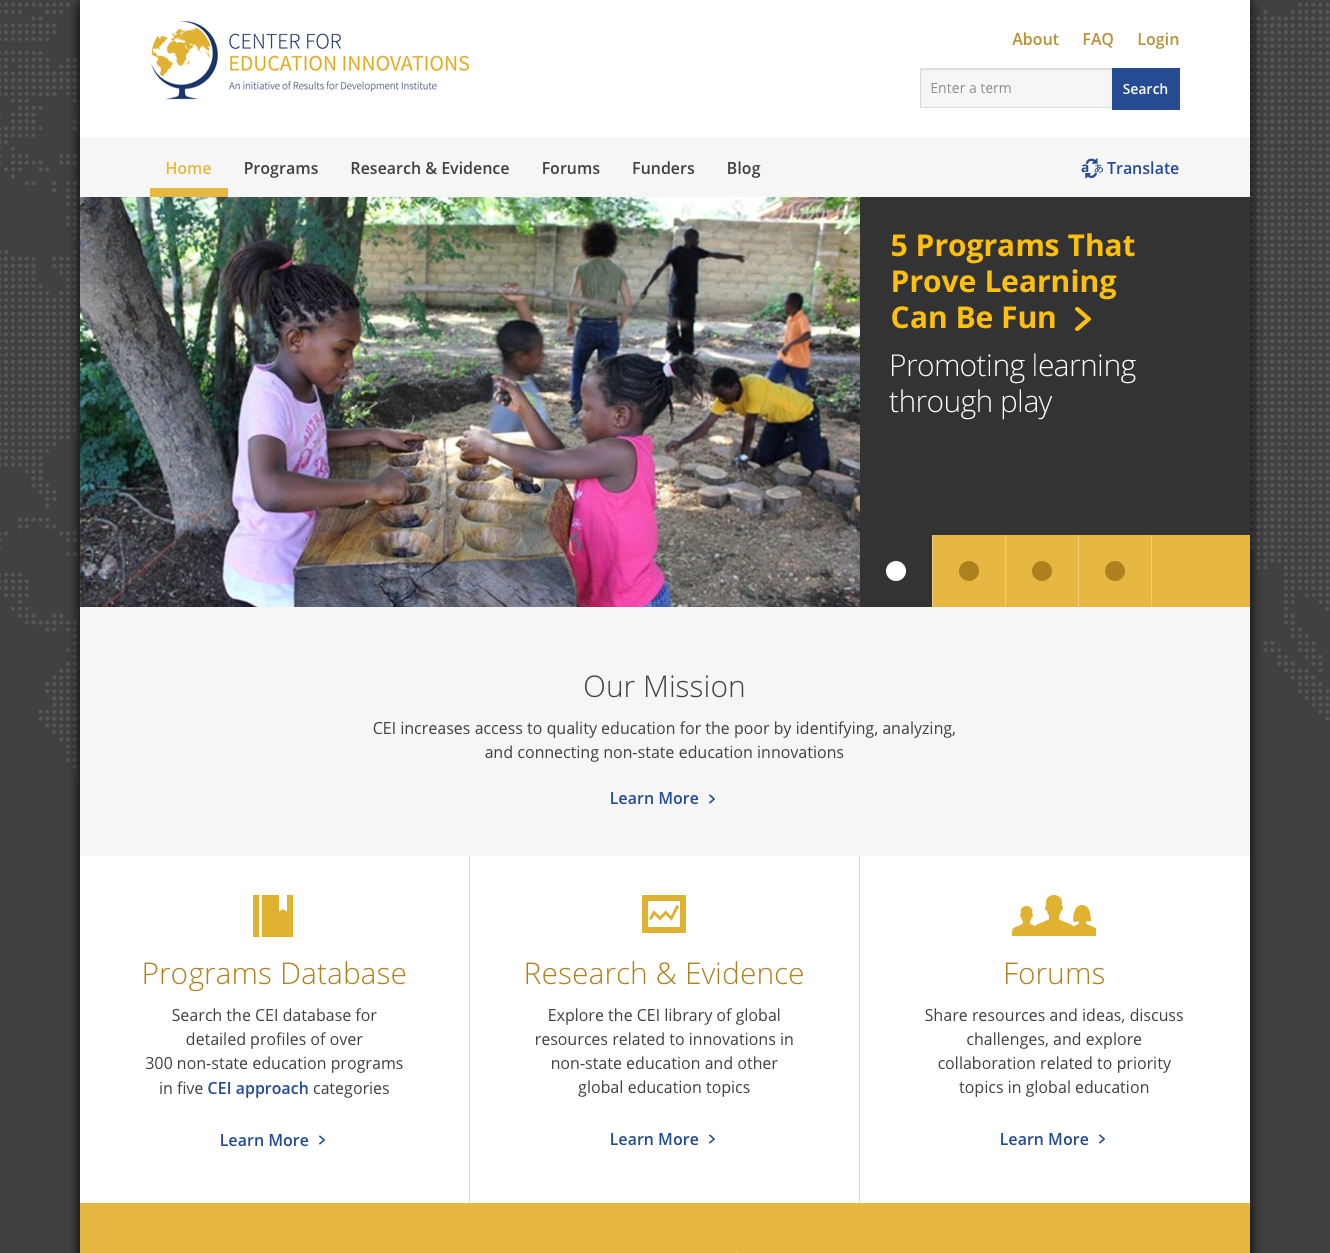 CENTER FOR
EDUCATION INNOVATIONS
An initiative of Results for Development Institute
About FAQ Login
Enter a term Search
Home Programs Research & Evidence Forums Funders Blog Translate
5 Programs That
Prove Learning
Can Be Fun
Promoting learning
through play
Our Mission
CEI increases access to quality education for the poor by identifying, analyzing,
and connecting non-state education innovations
Learn More
Programs Database
Search the CEI database for
detailed profiles of over
300 non-state education programs
in five CEI approach categories
Learn More
Research & Evidence
Explore the CEI library of global
resources related to innovations in
non-state education and other
global education topics
Learn More
Forums
Share resources and ideas, discuss
challenges, and explore
collaboration related to priority
topics in global education
Learn More